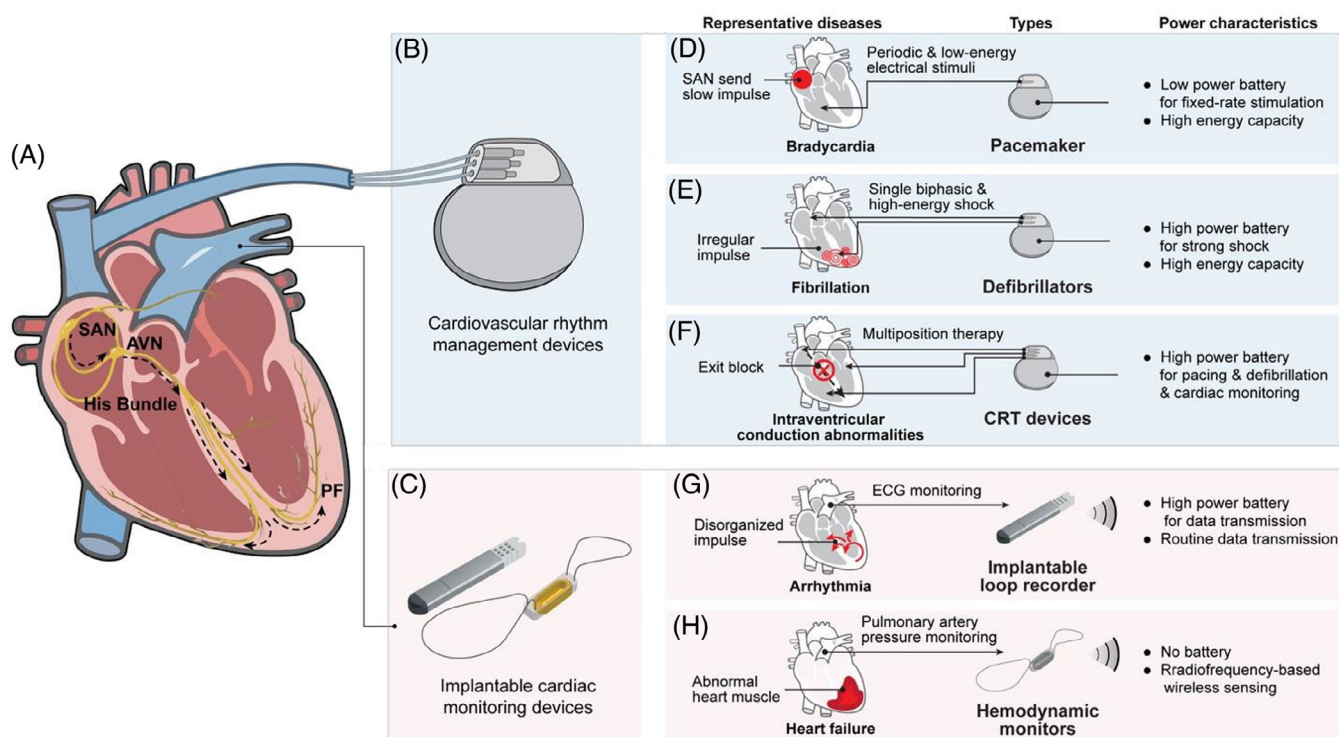 (A)
SAN
AVN
His Bundle
PF
(B)
Cardiovascular rhythm
management devices
(C)
Implantable cardiac
monitoring devices
Representative diseases
Types
Power characteristics
(D)
SAN send
slow impulse
Periodic & low-energy
electrical stimuli
Bradycardia
Pacemaker
● Low power battery
for fixed-rate stimulation
● High energy capacity
(E)
Irregular
impulse
Single biphasic &
high-energy shock
Fibrillation
Defibrillators
● High power battery
for strong shock
● High energy capacity
(F)
Exit block
Multiposition therapy
Intraventricular
conduction abnormalities
CRT devices
● High power battery
for pacing & defibrillation
& cardiac monitoring
(G)
Disorganized
impulse
ECG monitoring
Arrhythmia
Implantable
loop recorder
● High power battery
for data transmission
● Routine data transmission
(H)
Abnormal
heart muscle
Pulmonary artery
pressure monitoring
Heart failure
Hemodynamic
monitors
● No battery
● Rradiofrequency-based
wireless sensing